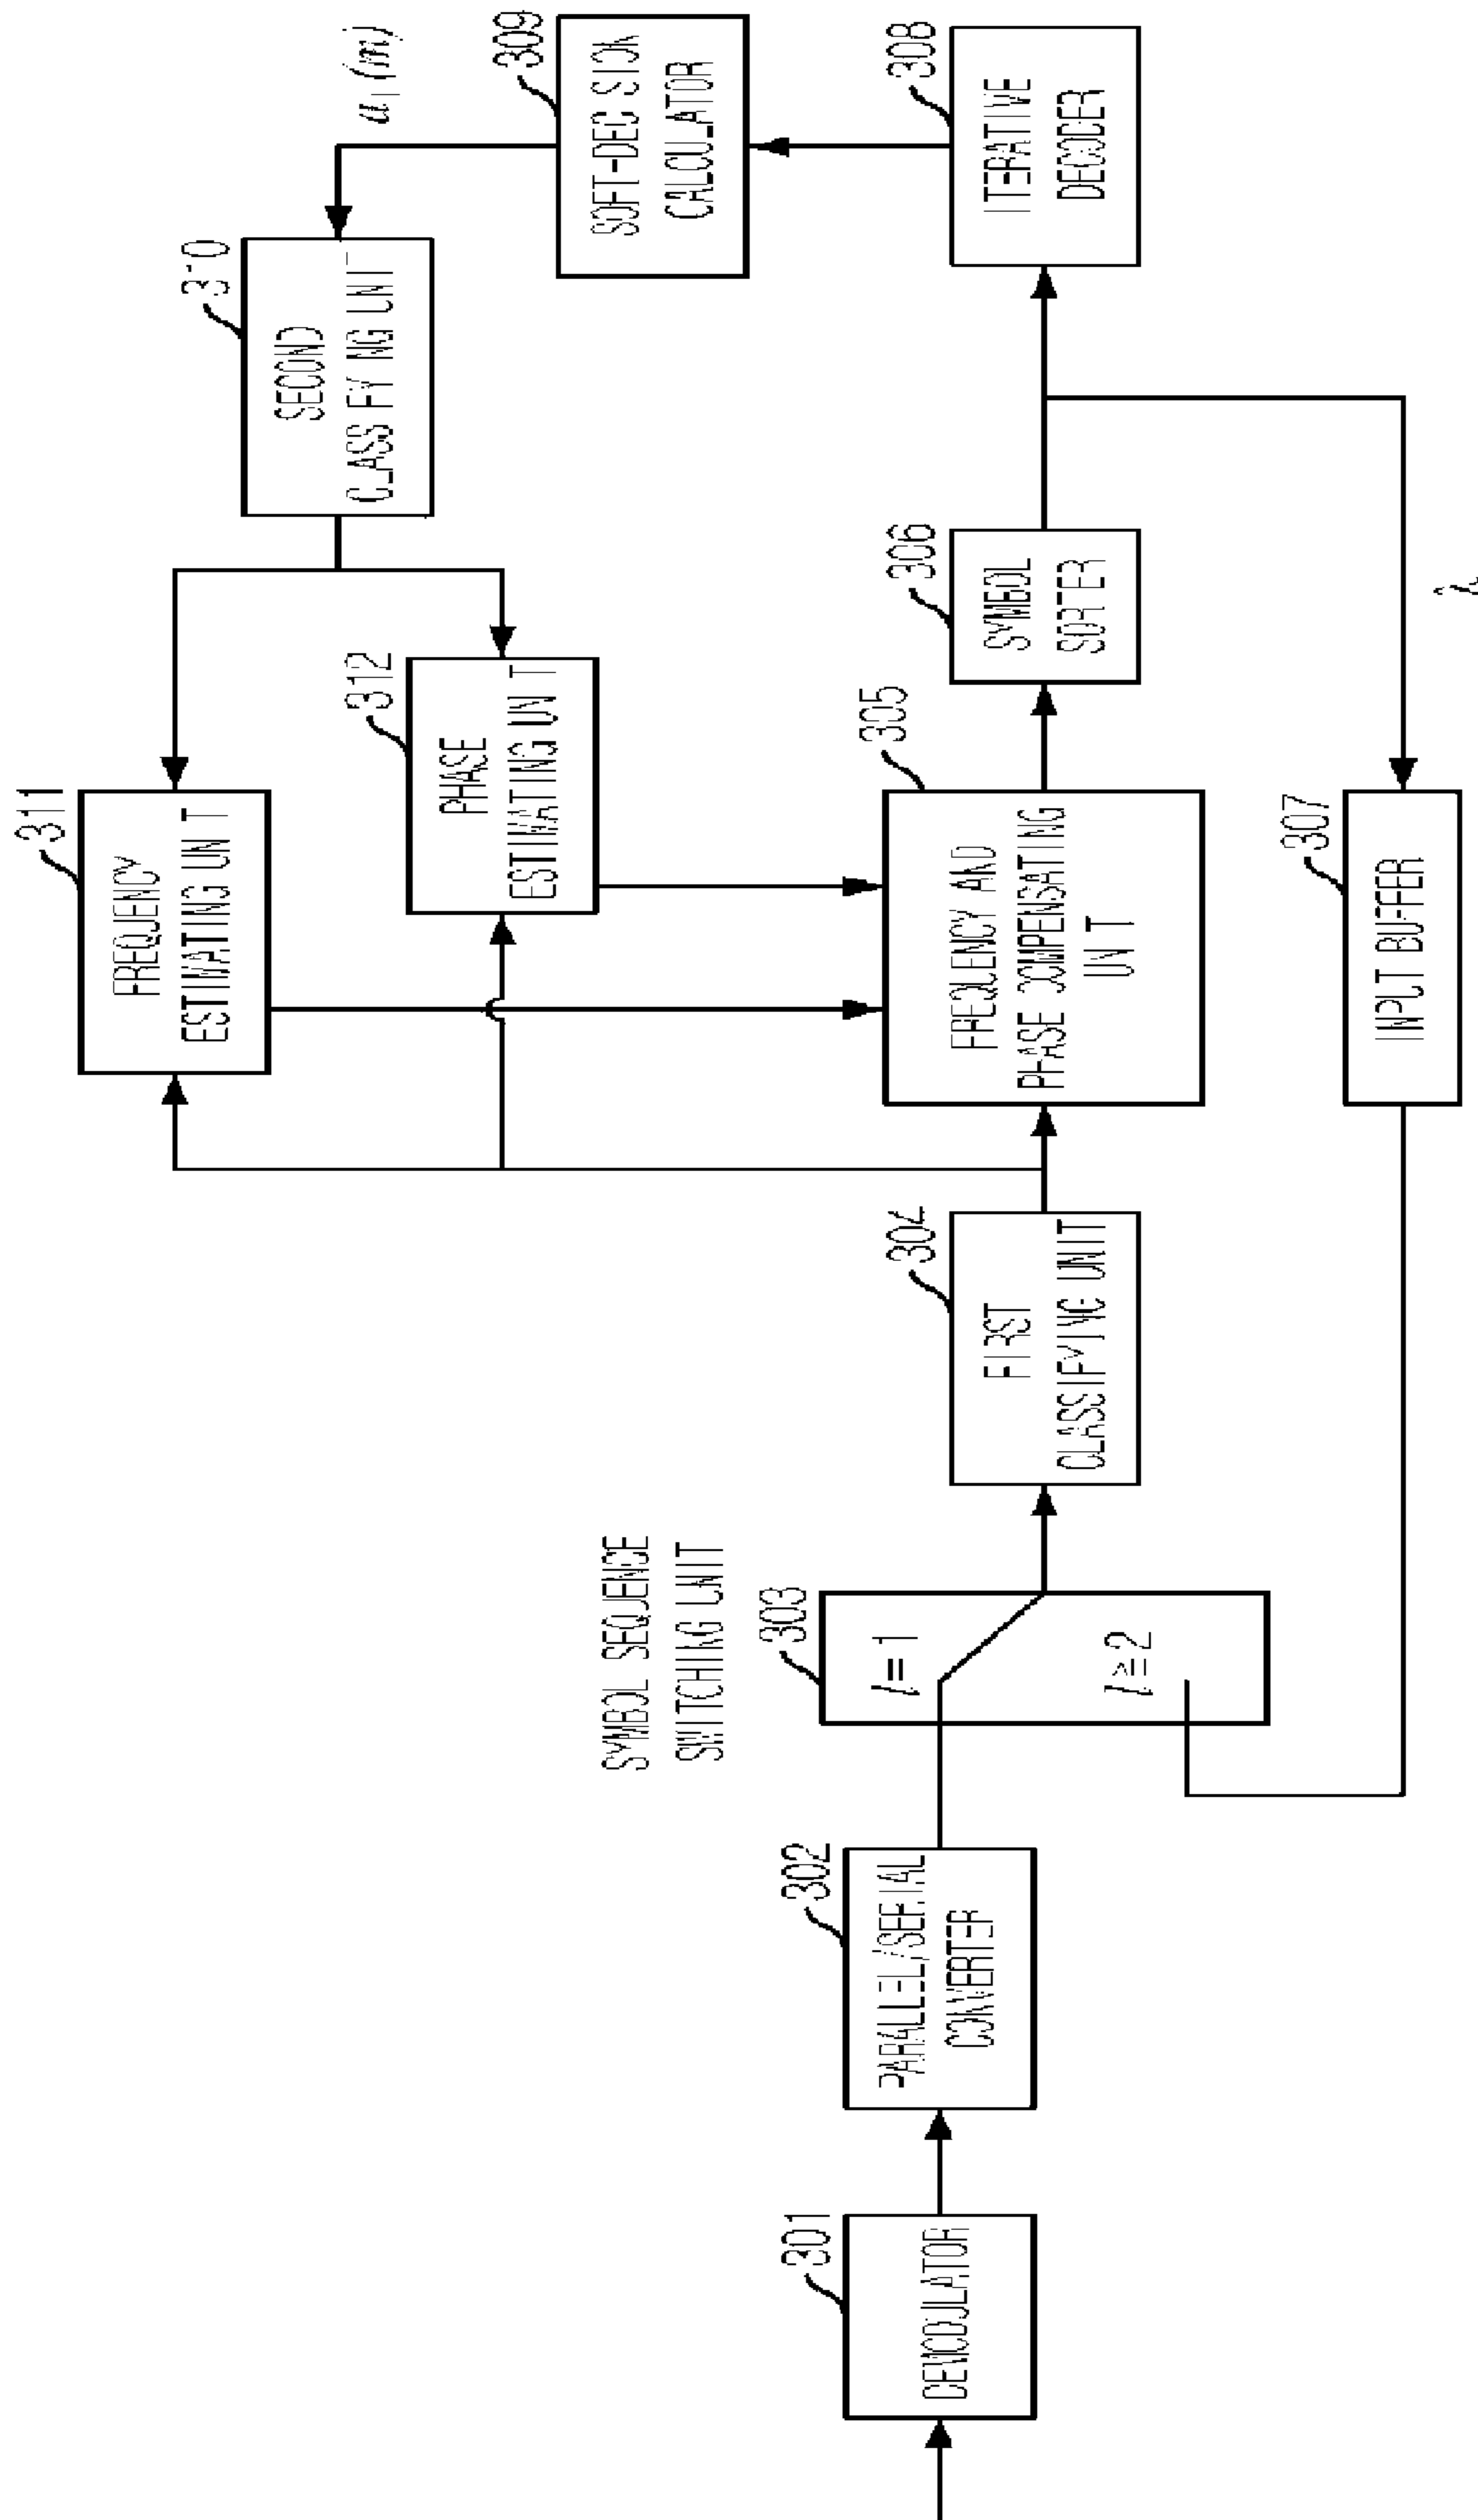 311
FREQUENCY
ESTIMATING UNIT
310
SECOND
CLASSIFYING UNIT
312
PHASE
ESTIMATING UNIT
309
SOFT-DECISION
CALCULATOR
SYMBOL SEQUENCE
SWITCHING UNIT
301
DEMODULATOR
302
PARALLEL/SERIAL
CONVERTER
303
l=1
l>=2
304
FIRST
CLASSIFYING UNIT
305
FREQUENCY AND
PHASE COMPENSATING
UNIT
306
SYMBOL
SORTER
308
ITERATIVE
DECODER
307
INPUT BUFFER